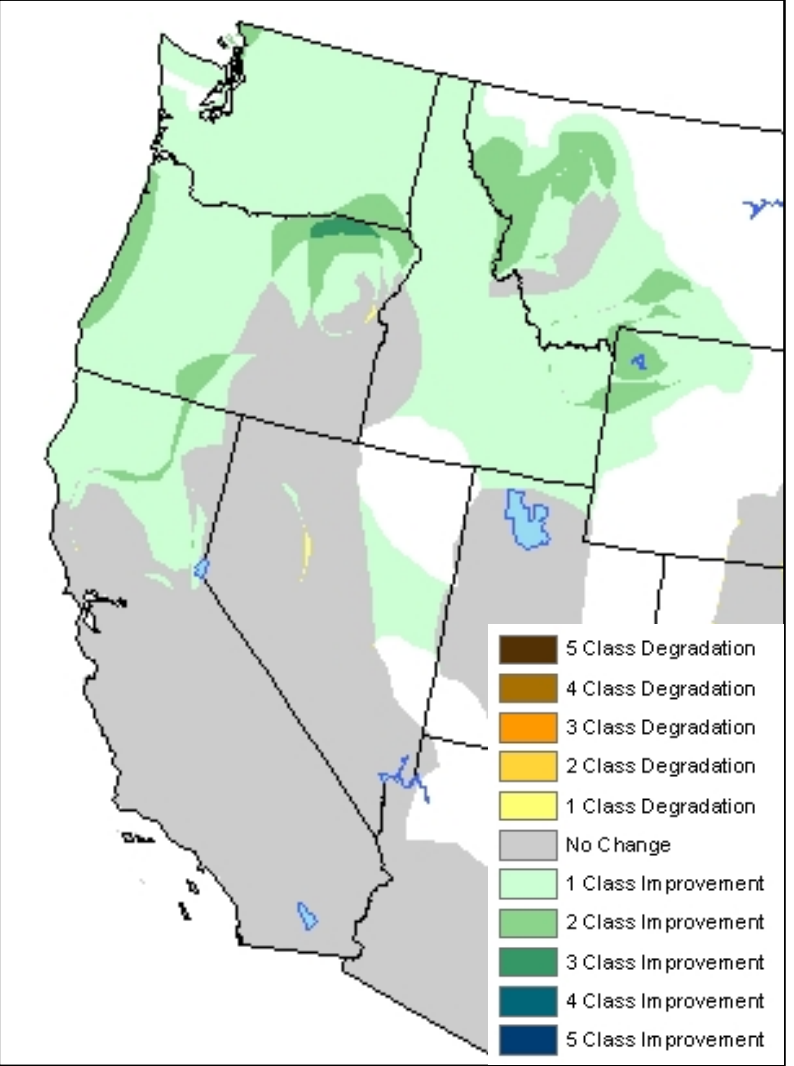 5 Class Degradation
4 Class Degradation
3 Class Degradation
2 Class Degradation
1 Class Degradation
No Change
1 Class Improvement
2 Class Improvement
3 Class Improvement
4 Class Improvement
5 Class Improvement